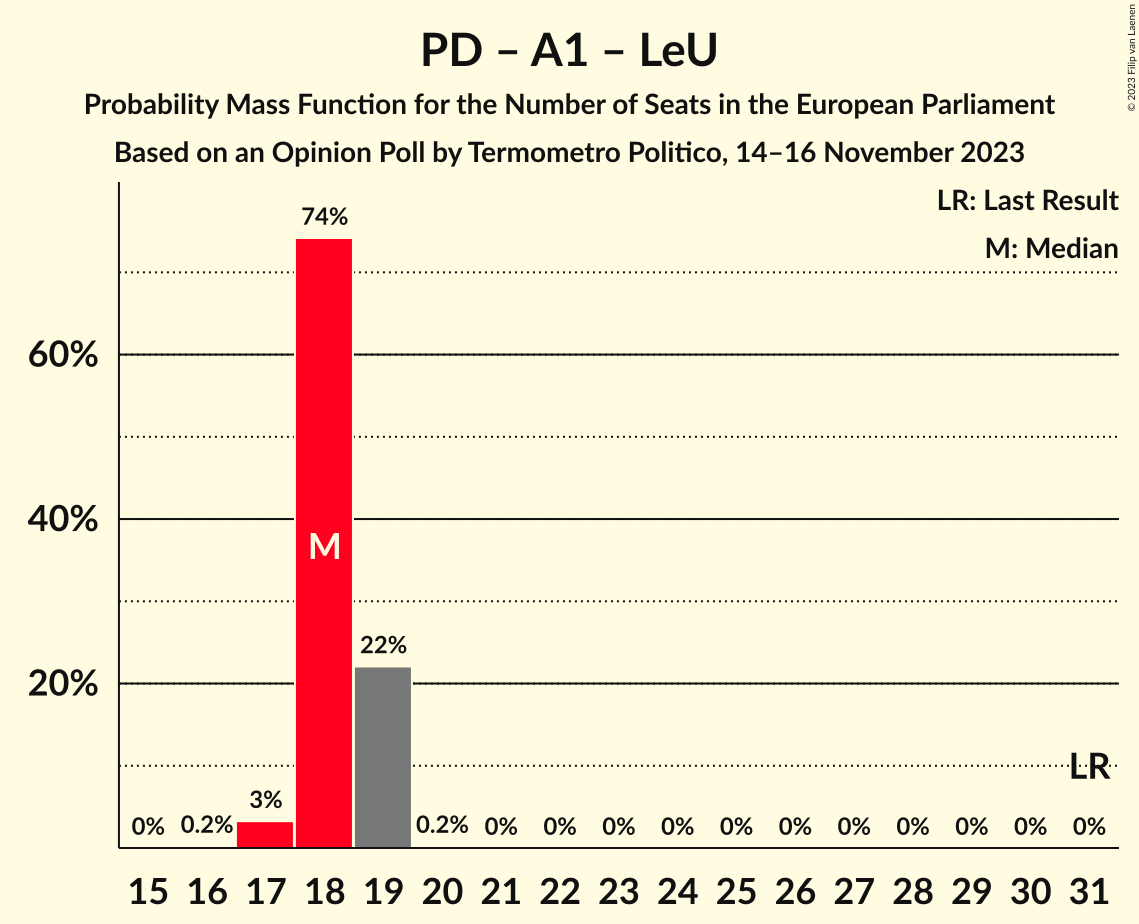 PD – A1 – LeU
Probability Mass Function for the Number of Seats in the European Parliament
Based on an Opinion Poll by Termometro Politico, 14–16 November 2023
© 2023 Filip van Laenen
LR: Last Result
M: Median
60%
40%
20%
0%
0.2%
3%
74%
M
22%
0.2%
0%
0%
0%
0%
0%
0%
0%
0%
0%
0%
0%
LR
15 16 17 18 19 20 21 22 23 24 25 26 27 28 29 30 31